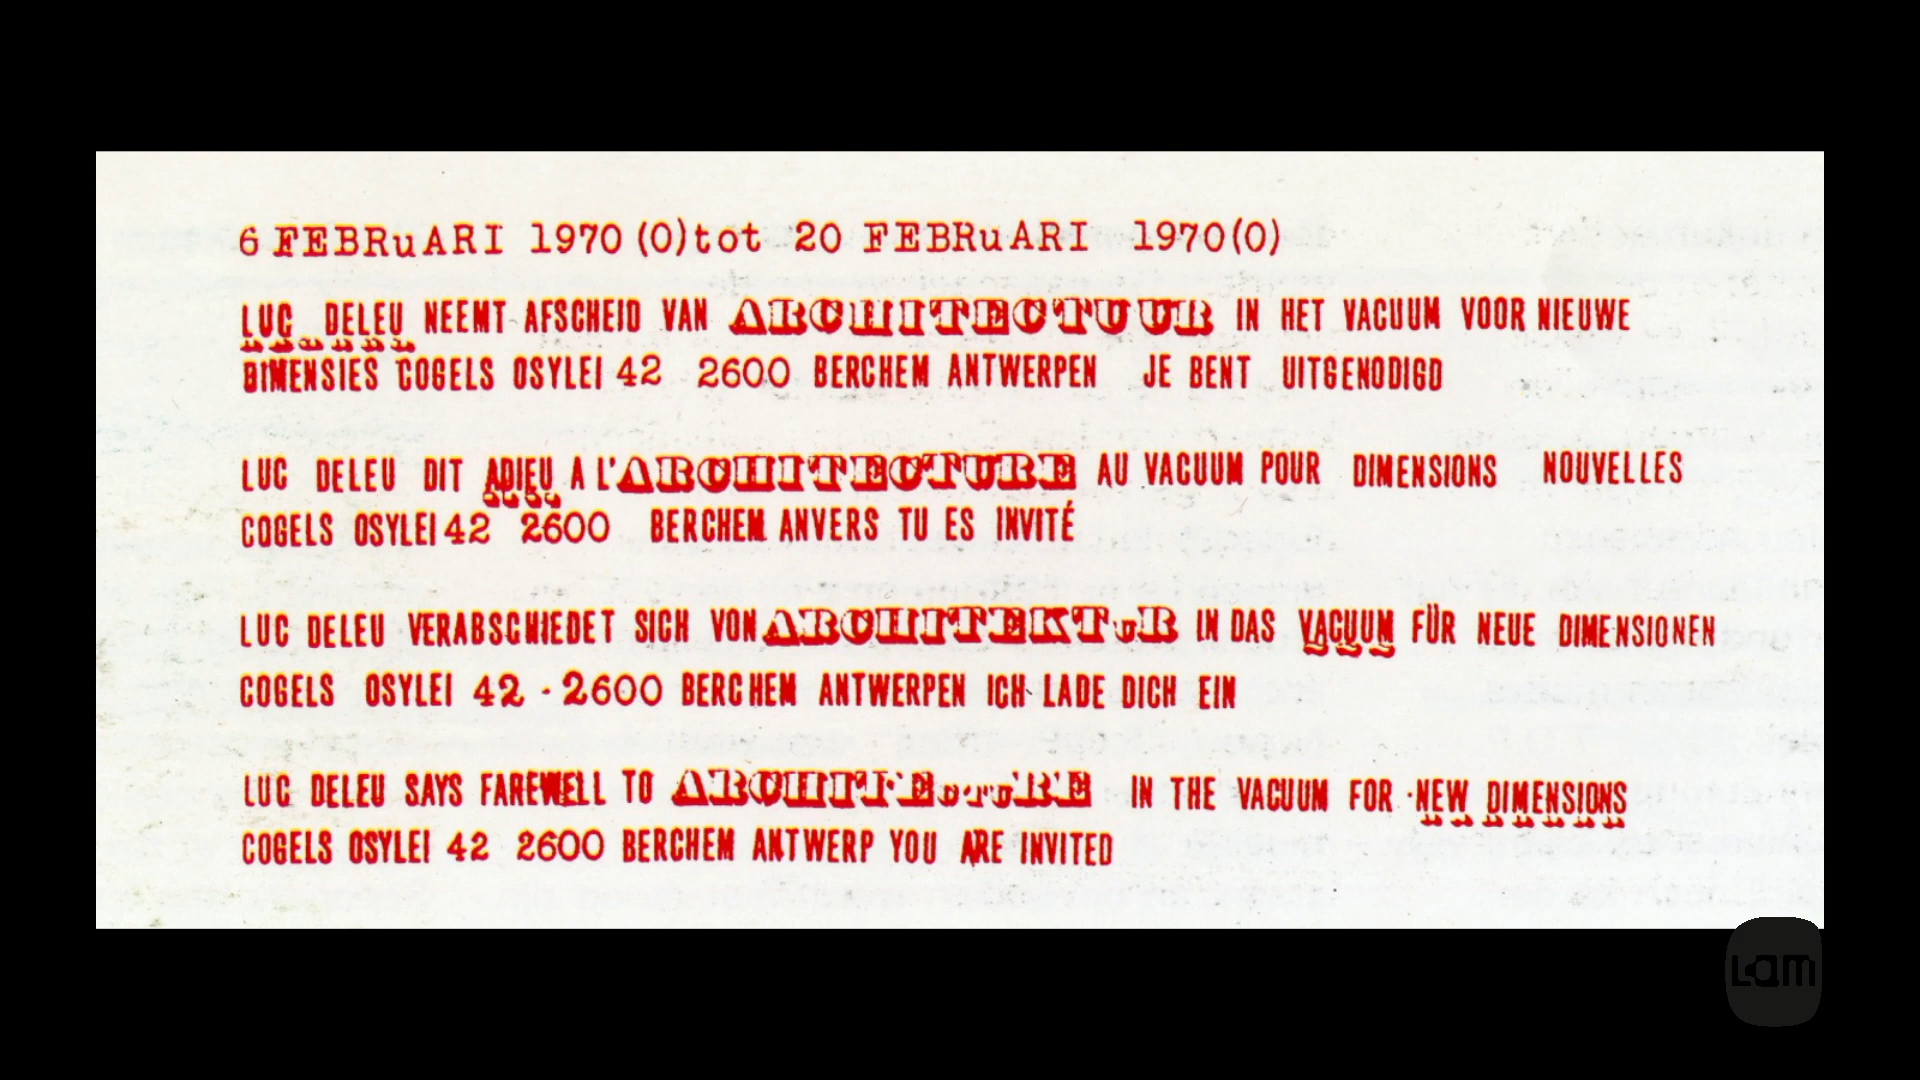 6 FEBRuARI 1970 (0) tot 20 FEBRuARI 1970(0)
LUC DELEU NEEMT AFSCHEID VAN ARCHITECTUUR IN HET VACUUM VOOR NIEUWE
DIMENSIES COGELS OSYLEI 42 2600 BERCHEM ANTWERPEN JE BENT UITGENODIGD
LUC DELEU DIT ADIEU A L'ARCHITECTURE AU VACUUM POUR DIMENSIONS NOUVELLES
COGELS OSYLEI 42 2600 BERCHEM ANVERS TU ES INVITÉ
LUC DELEU VERABSCHIEDET SICH VON ARCHITEKTuR IN DAS VACUUM FÜR NEUE DIMENSIONEN
COGELS OSYLEI 42 - 2600 BERCHEM ANTWERPEN ICH LADE DICH EIN
LUC DELEU SAYS FAREWELL TO ARCHITECTURE IN THE VACUUM FOR NEW DIMENSIONS
COGELS OSYLEI 42 2600 BERCHEM ANTWERP YOU ARE INVITED
Lam